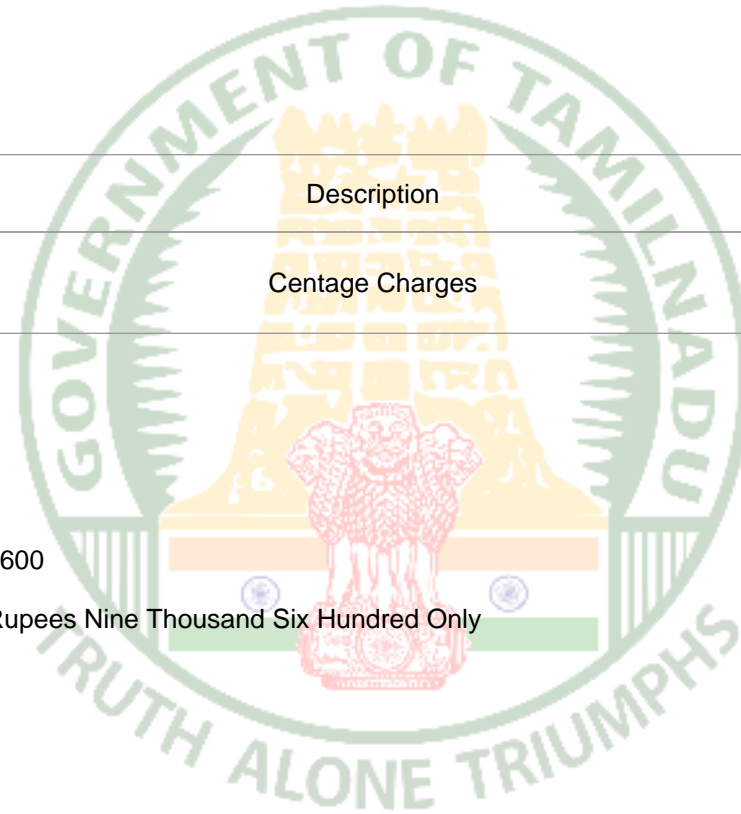 GOVERNMENT OF TAMILNADU
Description
Centage Charges
600
Rupees Nine Thousand Six Hundred Only
TRUTH ALONE TRIUMPHS